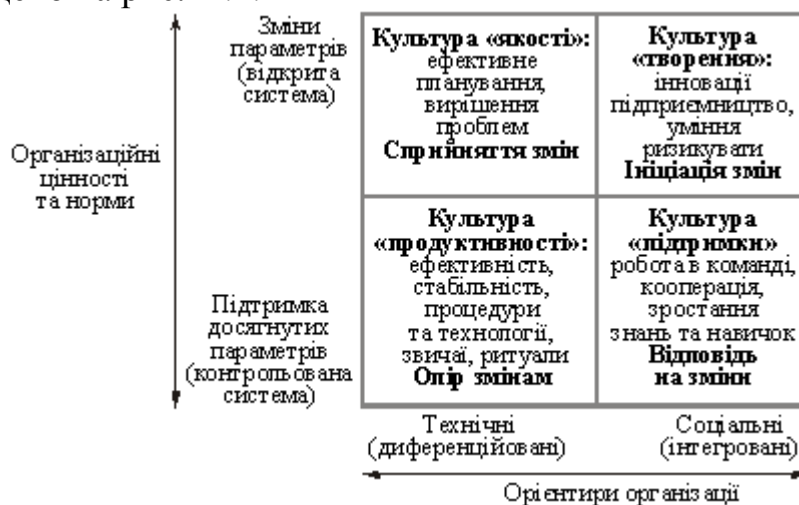 Зміни
параметрів
(відкрита
система)
Організаційні
цінності
та норми
Підтримка
досягнутих
параметрів
(контрольована
система)
Культура «якості»:
ефективне
планування,
вирішення
проблем
Сприйняття змін
Культура
«творення»:
інновації
підприємництво,
уміння
ризикувати
Ініціація змін
Культура
«продуктивності»:
ефективність,
стабільність,
процедури
та технології,
звичаї, ритуали
Опір змінам
Культура
«підтримки»
робота в команді,
кооперація,
зростання
знань та навичок
Відповідь
на зміни
Технічні
(диференційовані)
Соціальні
(інтегровані)
Орієнтири організації